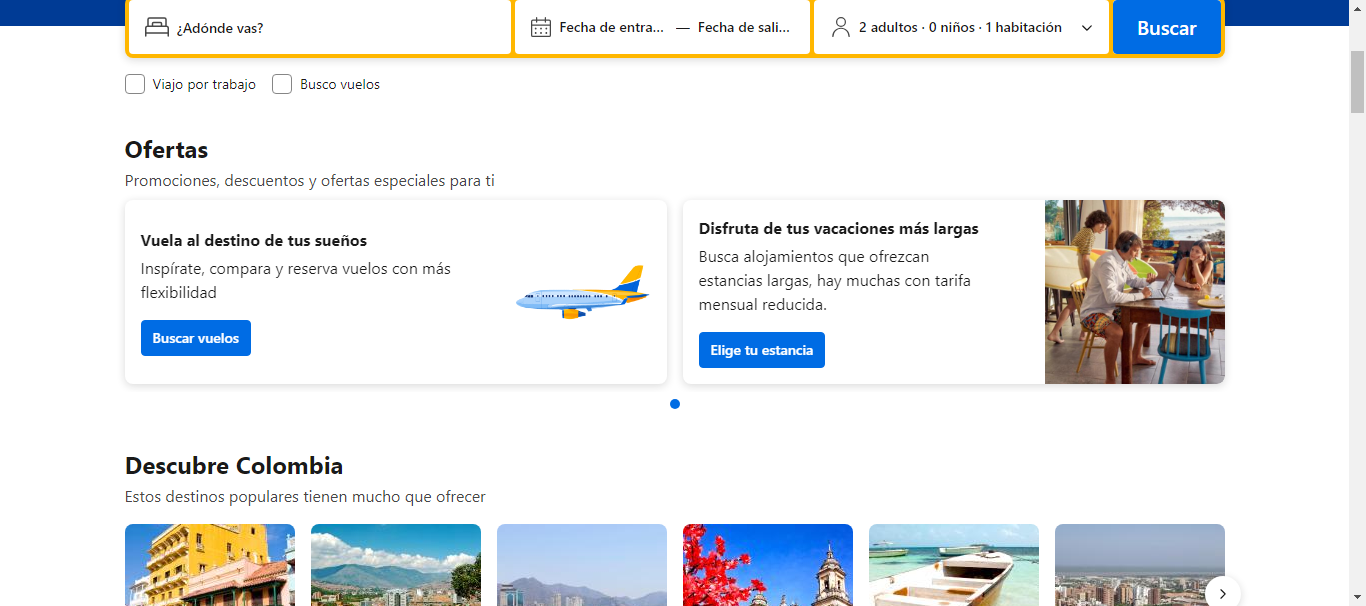 ¿Adónde vas?
Fecha de entra... — Fecha de sali...
2 adultos · 0 niños · 1 habitación
Buscar
Viajo por trabajo
Busco vuelos
Ofertas
Promociones, descuentos y ofertas especiales para ti
Vuela al destino de tus sueños
Inspírate, compara y reserva vuelos con más
flexibilidad
Buscar vuelos
Disfruta de tus vacaciones más largas
Busca alojamientos que ofrezcan
estancias largas, hay muchas con tarifa
mensual reducida.
Elige tu estancia
Descubre Colombia
Estos destinos populares tienen mucho que ofrecer